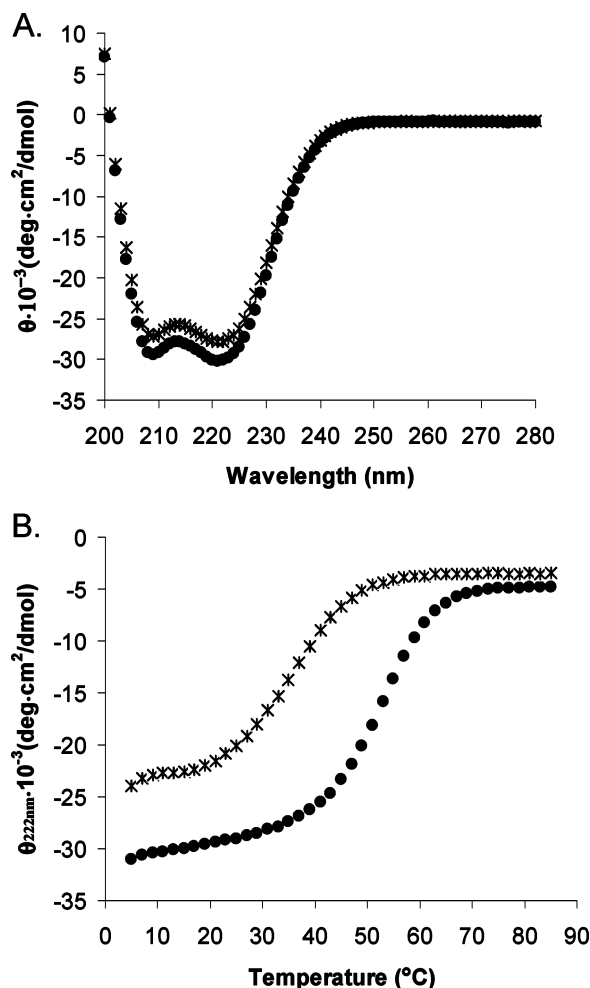 A.
10
5
0
-5
-10
-15
-20
-25
-30
-35
θ·10⁻³(deg·cm²/dmol)
200 210 220 230 240 250 260 270 280
Wavelength (nm)
B.
0
-5
-10
-15
-20
-25
-30
-35
θ222nm·10⁻³(deg·cm²/dmol)
0 10 20 30 40 50 60 70 80 90
Temperature (°C)